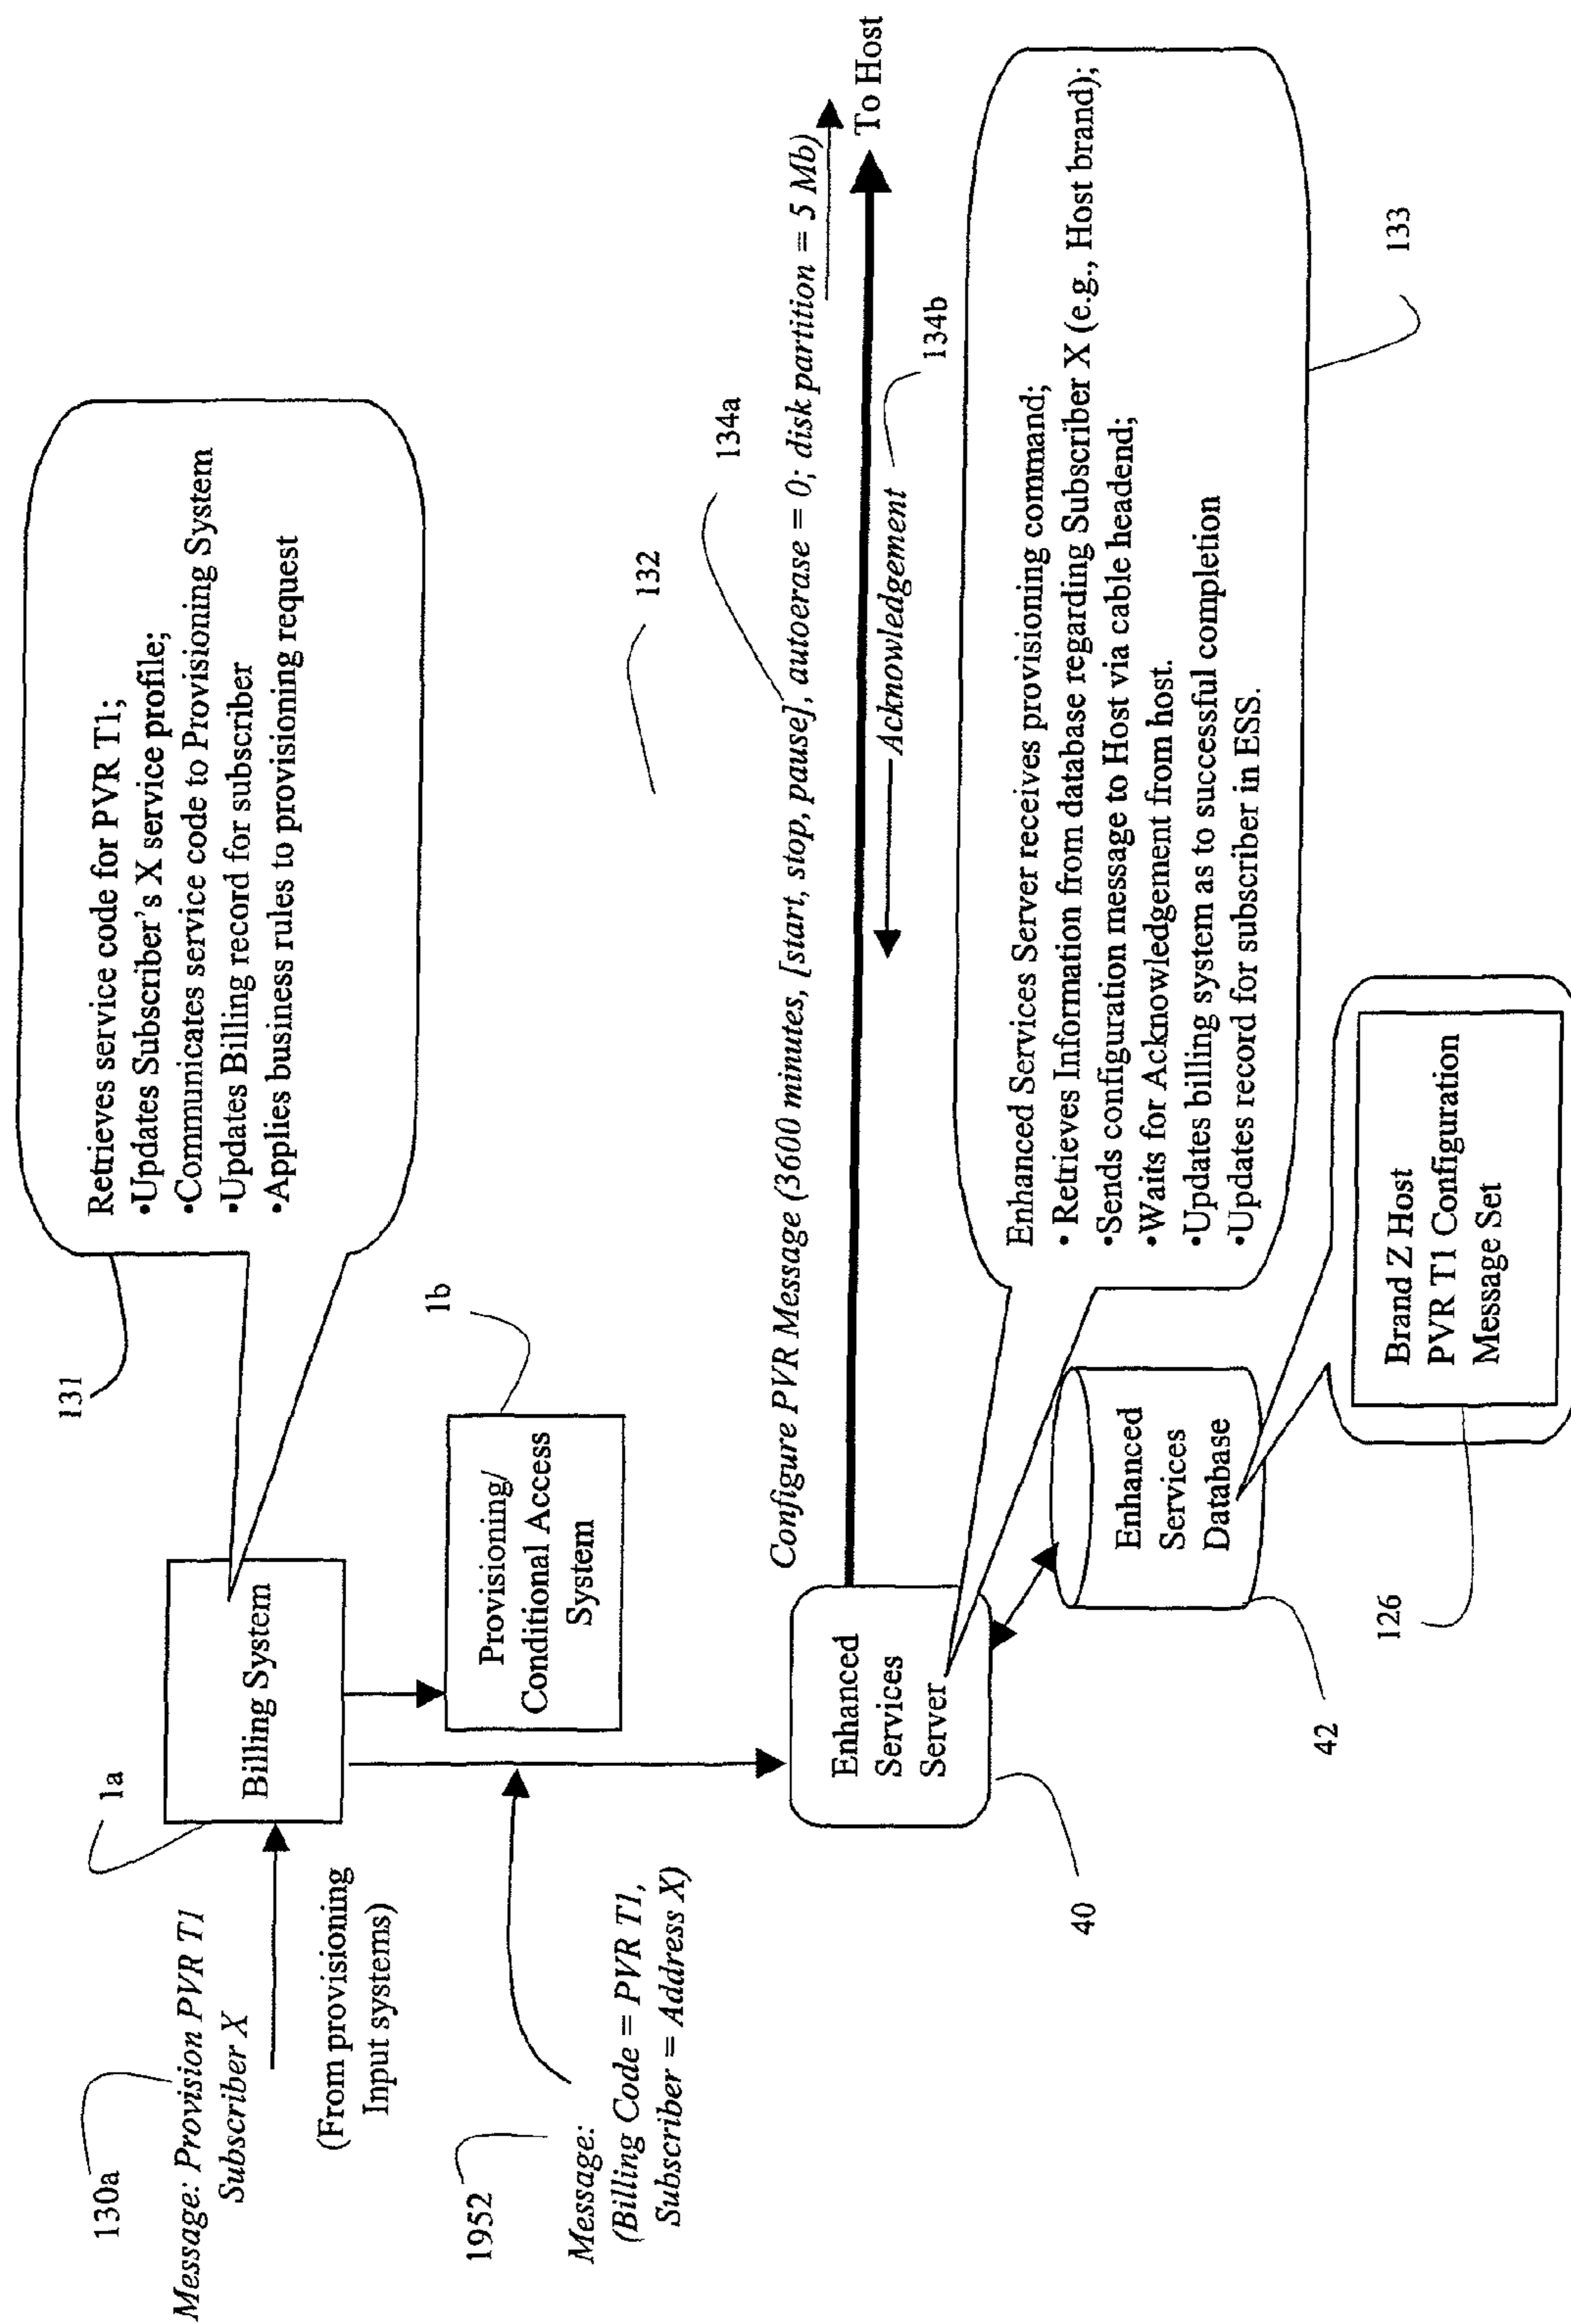 130a
Message: Provision PVR T1
Subscriber X
(From provisioning
Input systems)
1a
Billing System
131
Retrieves service code for PVR T1;
•Updates Subscriber's X service profile;
•Communicates service code to Provisioning System
•Updates Billing record for subscriber
•Applies business rules to provisioning request
1b
Provisioning/
Conditional Access
System
1952
Message:
(Billing Code = PVR T1,
Subscriber = Address X)
132
134a
Configure PVR Message (3600 minutes, [start, stop, pause], autoerase = 0; disk partition = 5 Mb)
To Host
Acknowledgement
134b
Enhanced
Services
Server
40
Enhanced Services Server receives provisioning command;
• Retrieves Information from database regarding Subscriber X (e.g., Host brand);
•Sends configuration message to Host via cable headend;
•Waits for Acknowledgement from host.
•Updates billing system as to successful completion
•Updates record for subscriber in ESS.
133
Enhanced
Services
Database
42
126
Brand Z Host
PVR T1 Configuration
Message Set